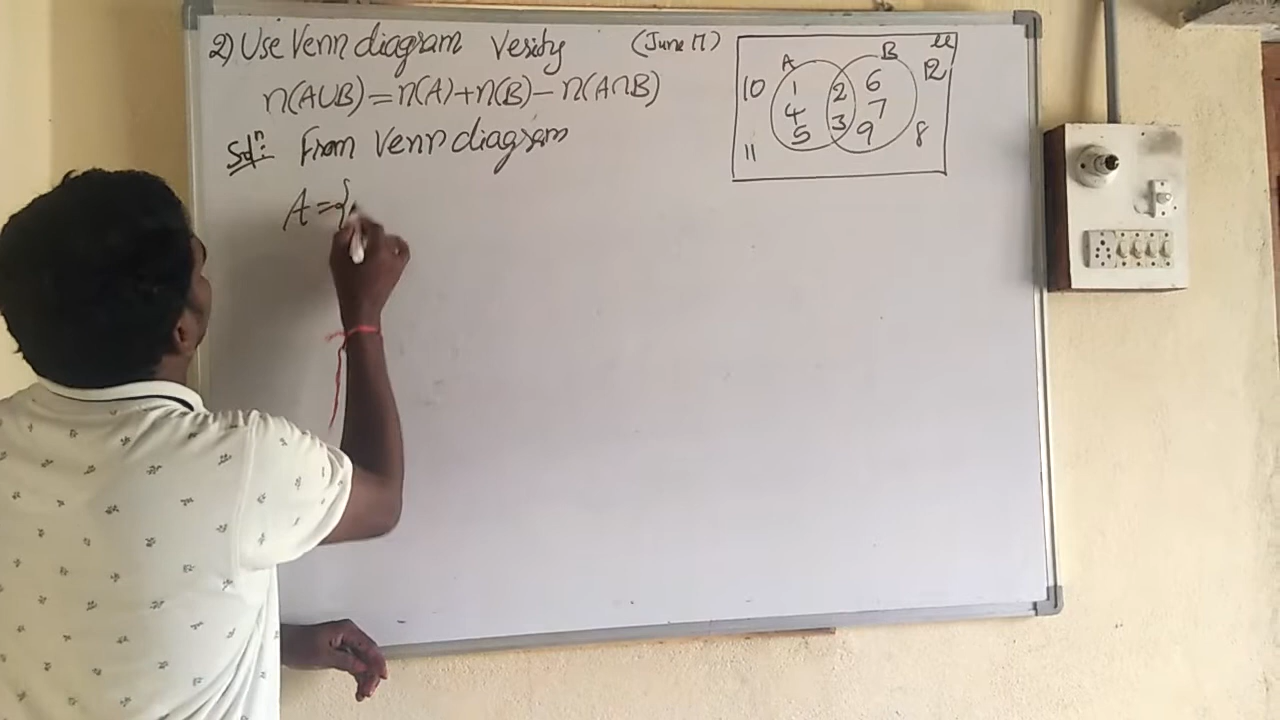 2) Use Venn diagram Verify (June 17)
n(AUB) = n(A) + n(B) - n(A∩B)
Solⁿ: From Venn diagram
A = {
A B μ
10 1 2 6 12
4 3 7
11 5 9 8